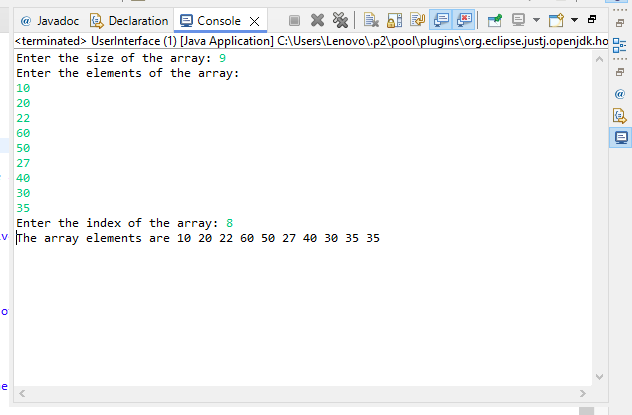 @ Javadoc Declaration Console
<terminated> UserInterface (1) [Java Application] C:\Users\Lenovo\.p2\pool\plugins\org.eclipse.justj.openjdk.ho
Enter the size of the array: 9
Enter the elements of the array:
10
20
22
60
50
27
40
30
35
Enter the index of the array: 8
The array elements are 10 20 22 60 50 27 40 30 35 35